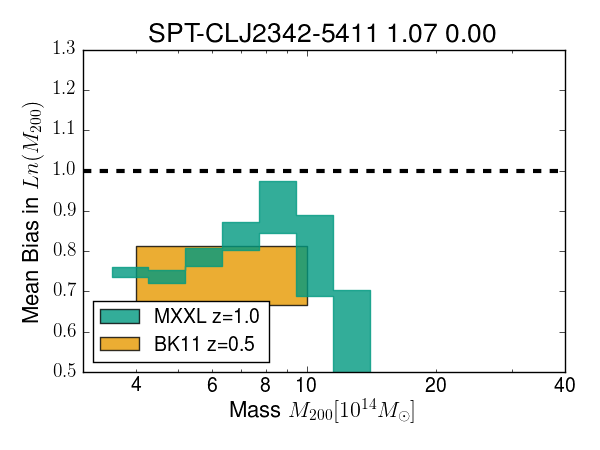 SPT-CLJ2342-5411 1.07 0.00
1.3
1.2
1.1
1.0
0.9
0.8
0.7
0.6
0.5
Mean Bias in Ln(M200)
MXXL z=1.0
BK11 z=0.5
4 6 8 10 20 40
Mass M200[10^14 M⊙]